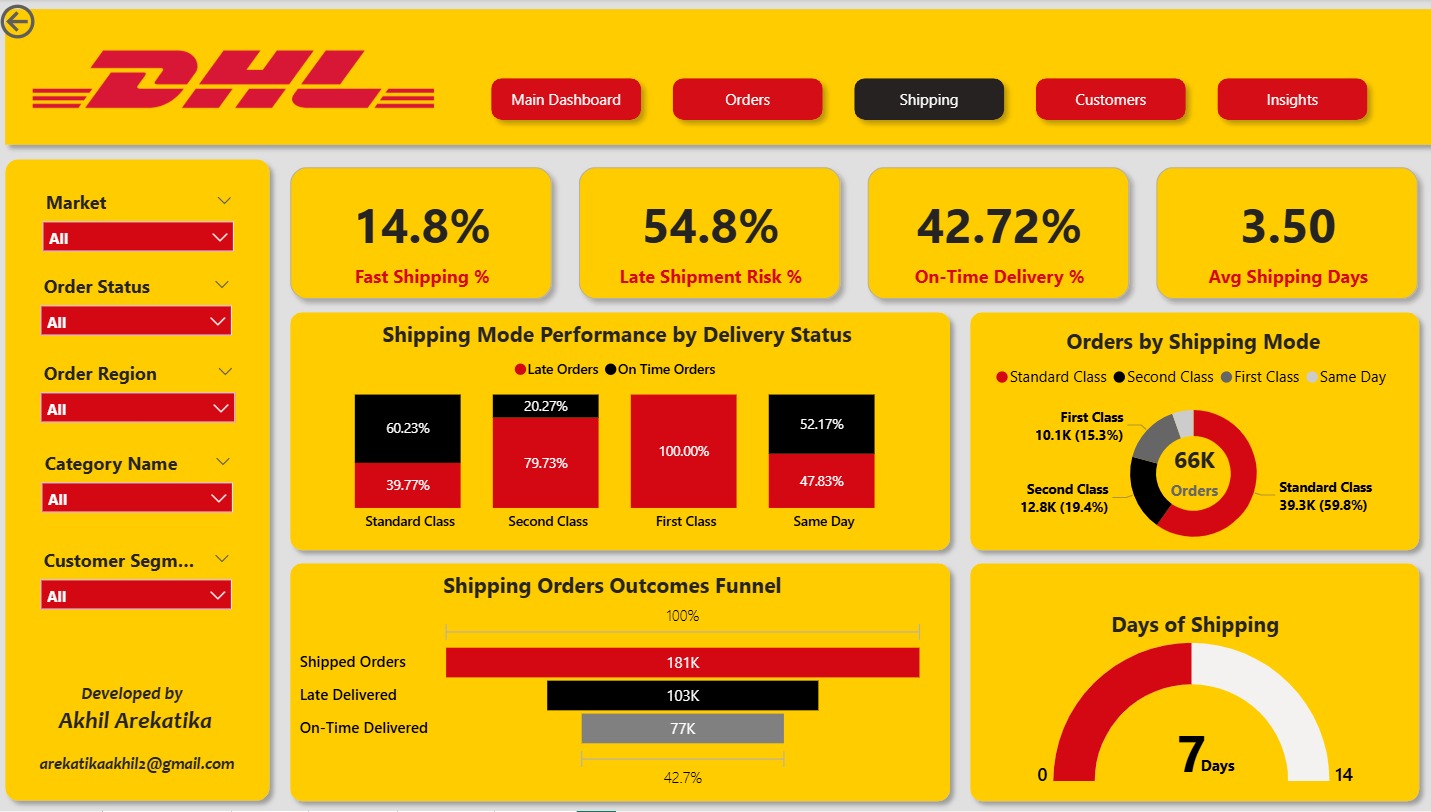 DHL
Main Dashboard
Orders
Shipping
Customers
Insights
Market
All
Order Status
All
Order Region
All
Category Name
All
Customer Segm...
All
Developed by
Akhil Arekatika
arekatikaakhil2@gmail.com
14.8%
Fast Shipping %
54.8%
Late Shipment Risk %
42.72%
On-Time Delivery %
3.50
Avg Shipping Days
Shipping Mode Performance by Delivery Status
Late Orders On Time Orders
60.23%
39.77%
Standard Class
20.27%
79.73%
Second Class
100.00%
First Class
52.17%
47.83%
Same Day
Orders by Shipping Mode
Standard Class Second Class First Class Same Day
First Class
10.1K (15.3%)
66K
Orders
Second Class
12.8K (19.4%)
Standard Class
39.3K (59.8%)
Shipping Orders Outcomes Funnel
100%
Shipped Orders 181K
Late Delivered 103K
On-Time Delivered 77K
42.7%
Days of Shipping
7Days
0
14